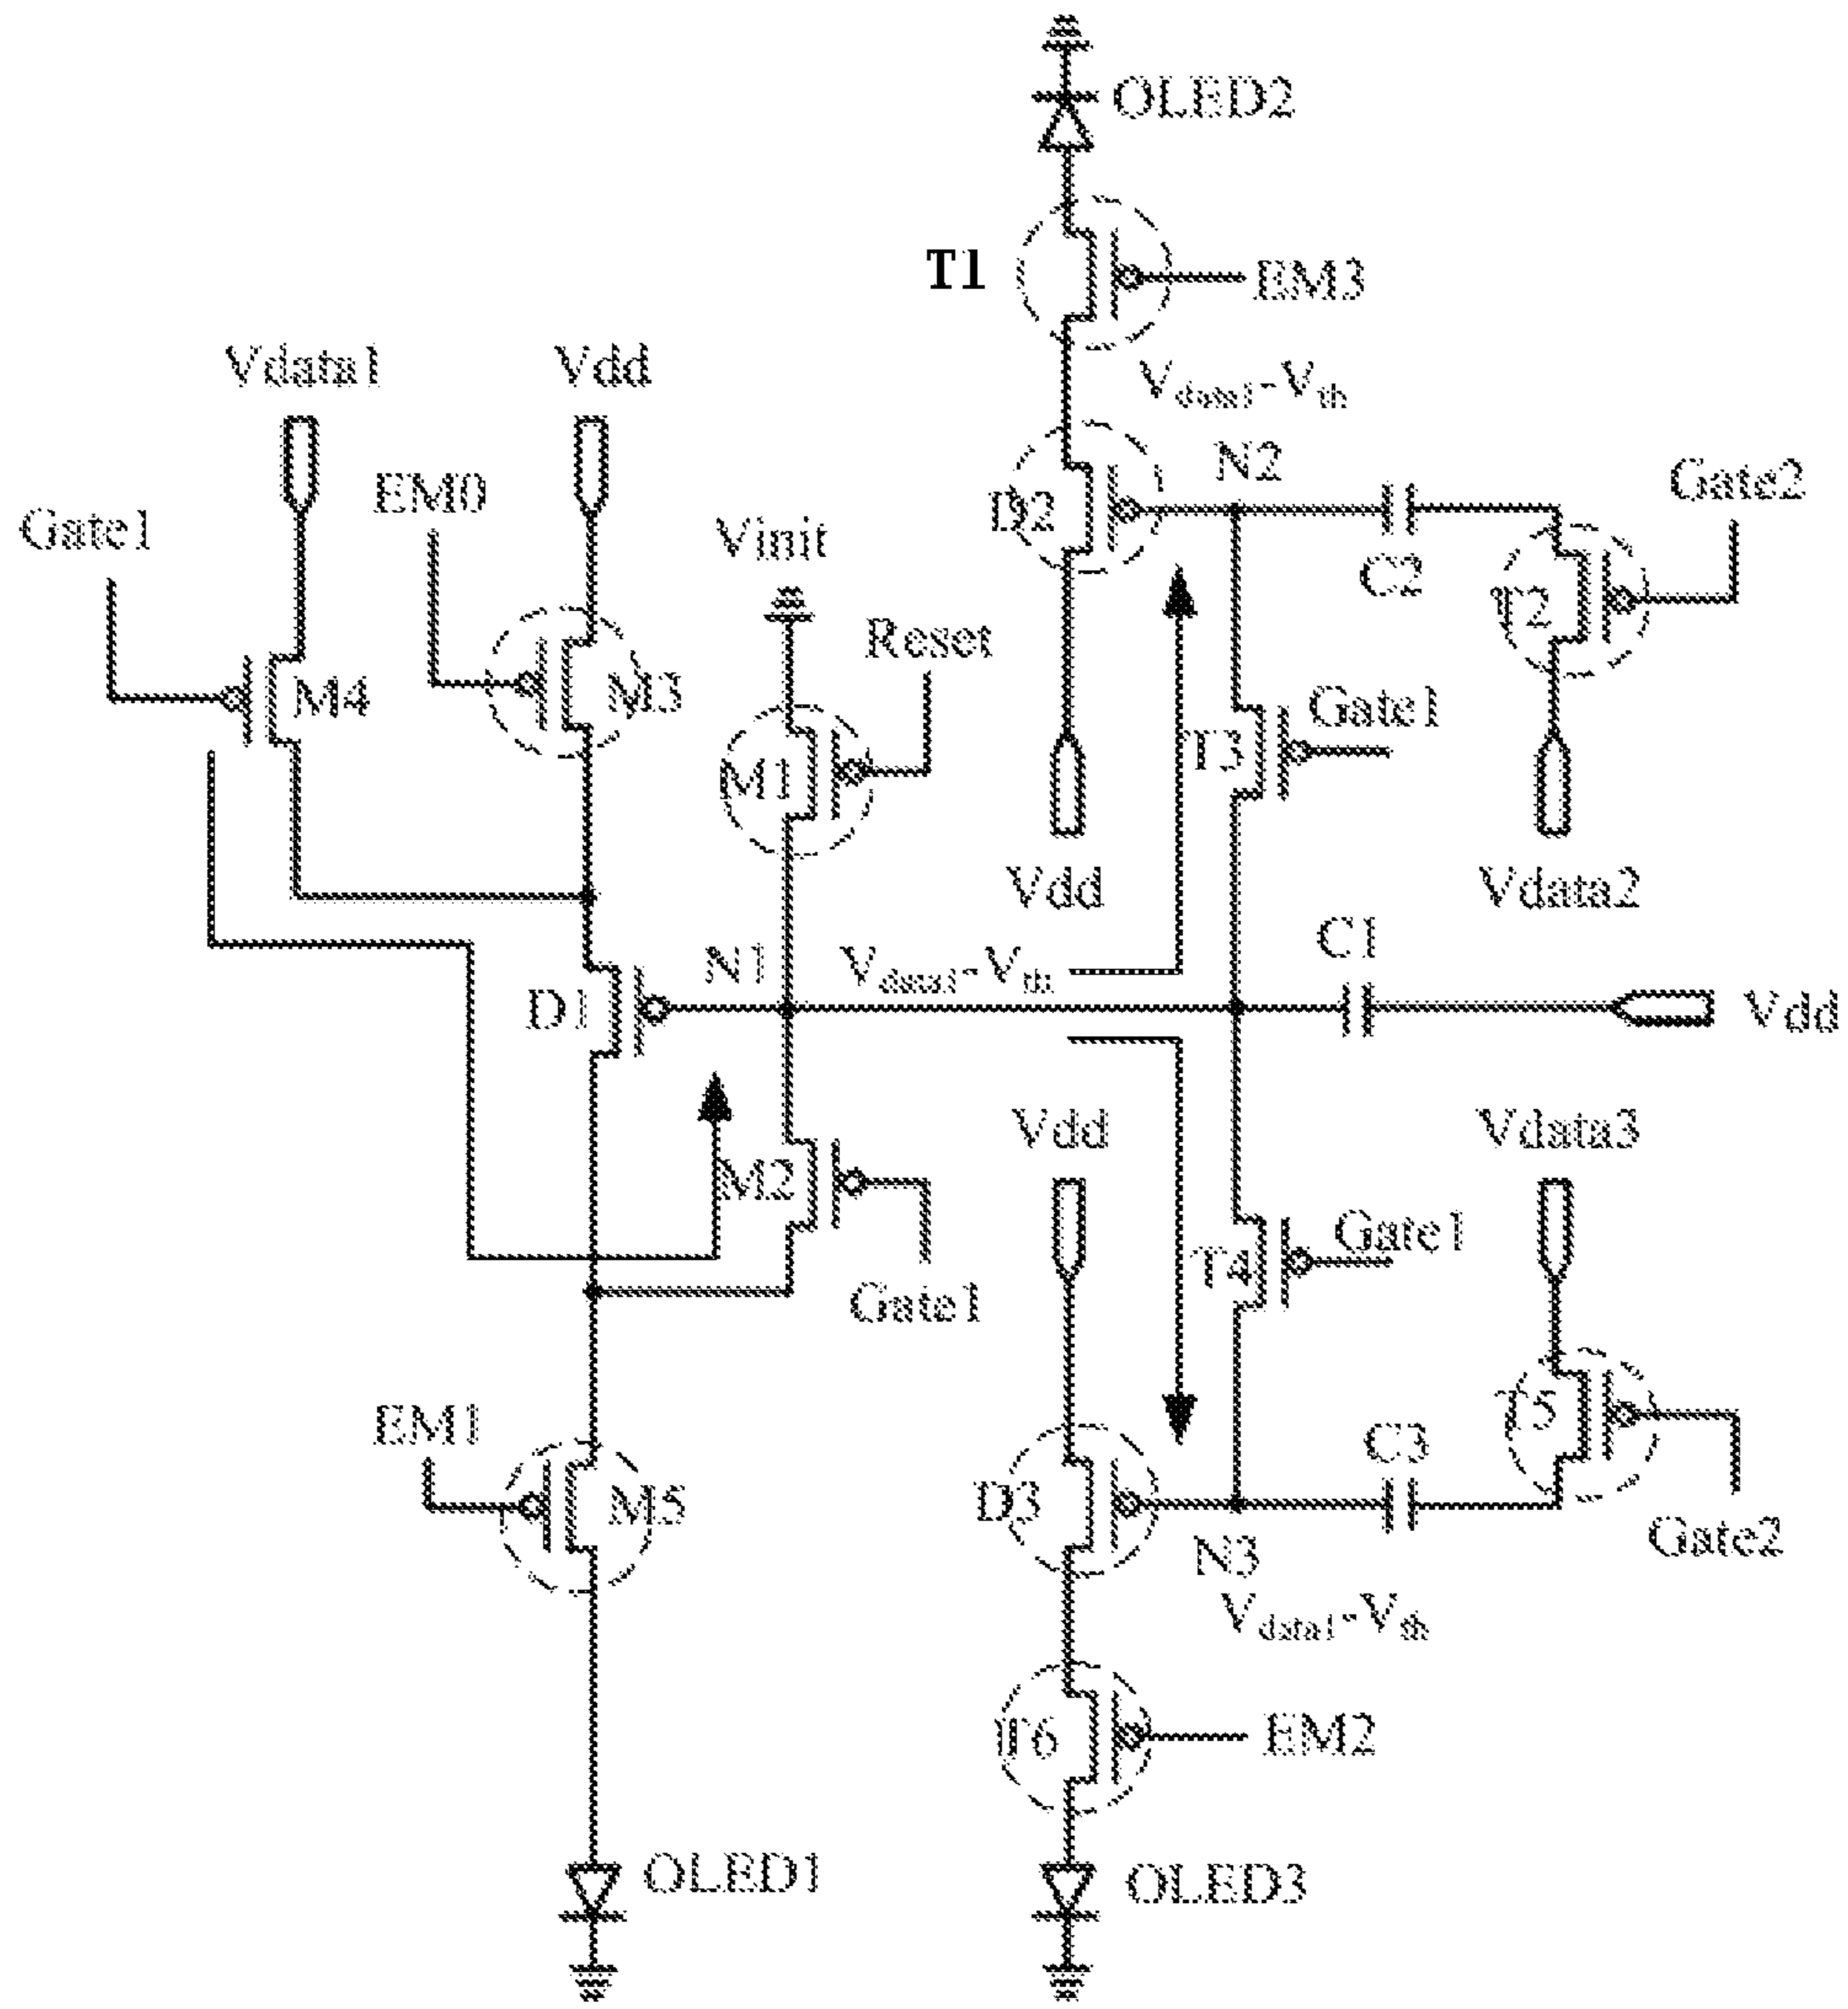 OLED2
T1
EM3
Vdata1
Vdd
Vdata1-Vth
N2
Gate2
EM0
Gate1
Vinit
D2
C2
T2
Reset
M4
M3
Gate1
M1
T3
Vdd
Vdata2
C1
N1
Vdata1-Vth
D1
Vdd
Vdd
Vdata3
M2
Gate1
T4
Gate1
EM1
T5
C3
M5
D3
Gate2
N3
Vdata1-Vth
T6
EM2
OLED1
OLED3